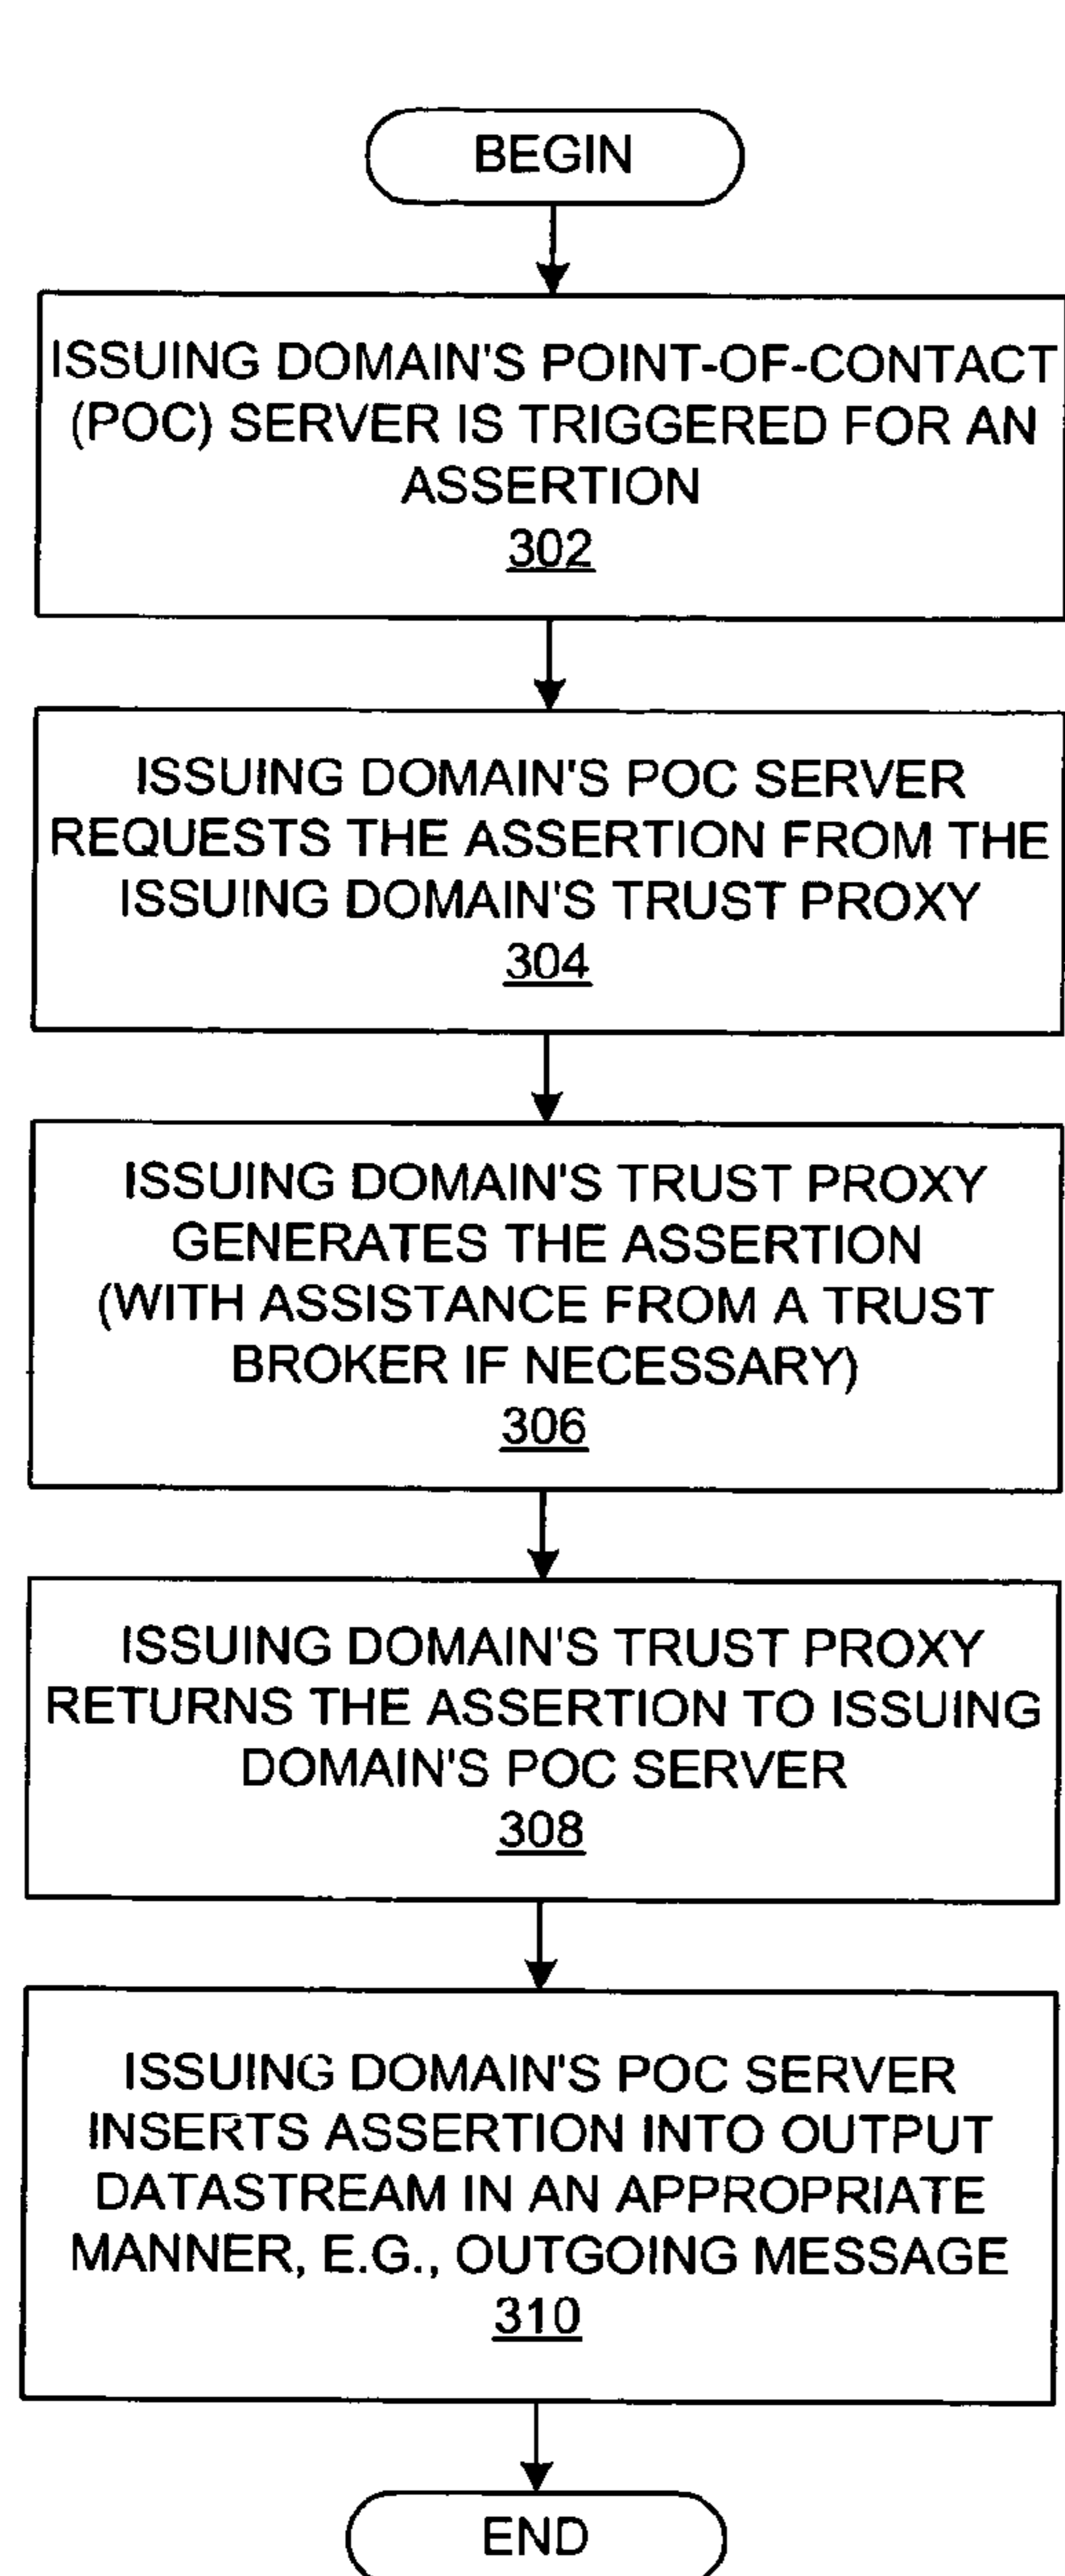 BEGIN
ISSUING DOMAIN'S POINT-OF-CONTACT
(POC) SERVER IS TRIGGERED FOR AN
ASSERTION
302
ISSUING DOMAIN'S POC SERVER
REQUESTS THE ASSERTION FROM THE
ISSUING DOMAIN'S TRUST PROXY
304
ISSUING DOMAIN'S TRUST PROXY
GENERATES THE ASSERTION
(WITH ASSISTANCE FROM A TRUST
BROKER IF NECESSARY)
306
ISSUING DOMAIN'S TRUST PROXY
RETURNS THE ASSERTION TO ISSUING
DOMAIN'S POC SERVER
308
ISSUING DOMAIN'S POC SERVER
INSERTS ASSERTION INTO OUTPUT
DATASTREAM IN AN APPROPRIATE
MANNER, E.G., OUTGOING MESSAGE
310
END